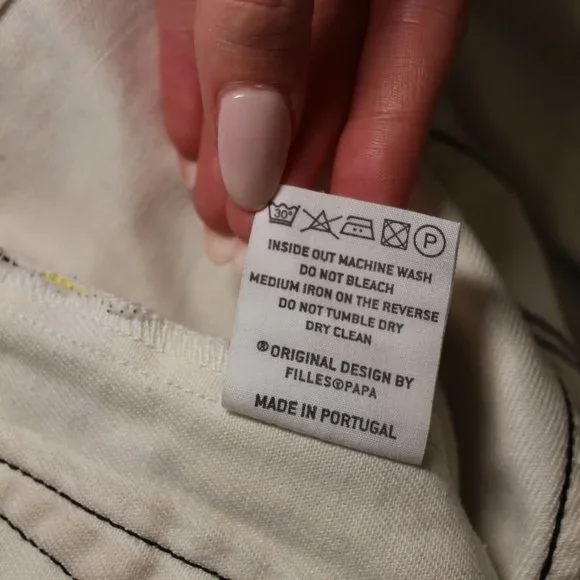 30°
P
INSIDE OUT MACHINE WASH
DO NOT BLEACH
MEDIUM IRON ON THE REVERSE
DO NOT TUMBLE DRY
DRY CLEAN
® ORIGINAL DESIGN BY
FILLES®PAPA
MADE IN PORTUGAL